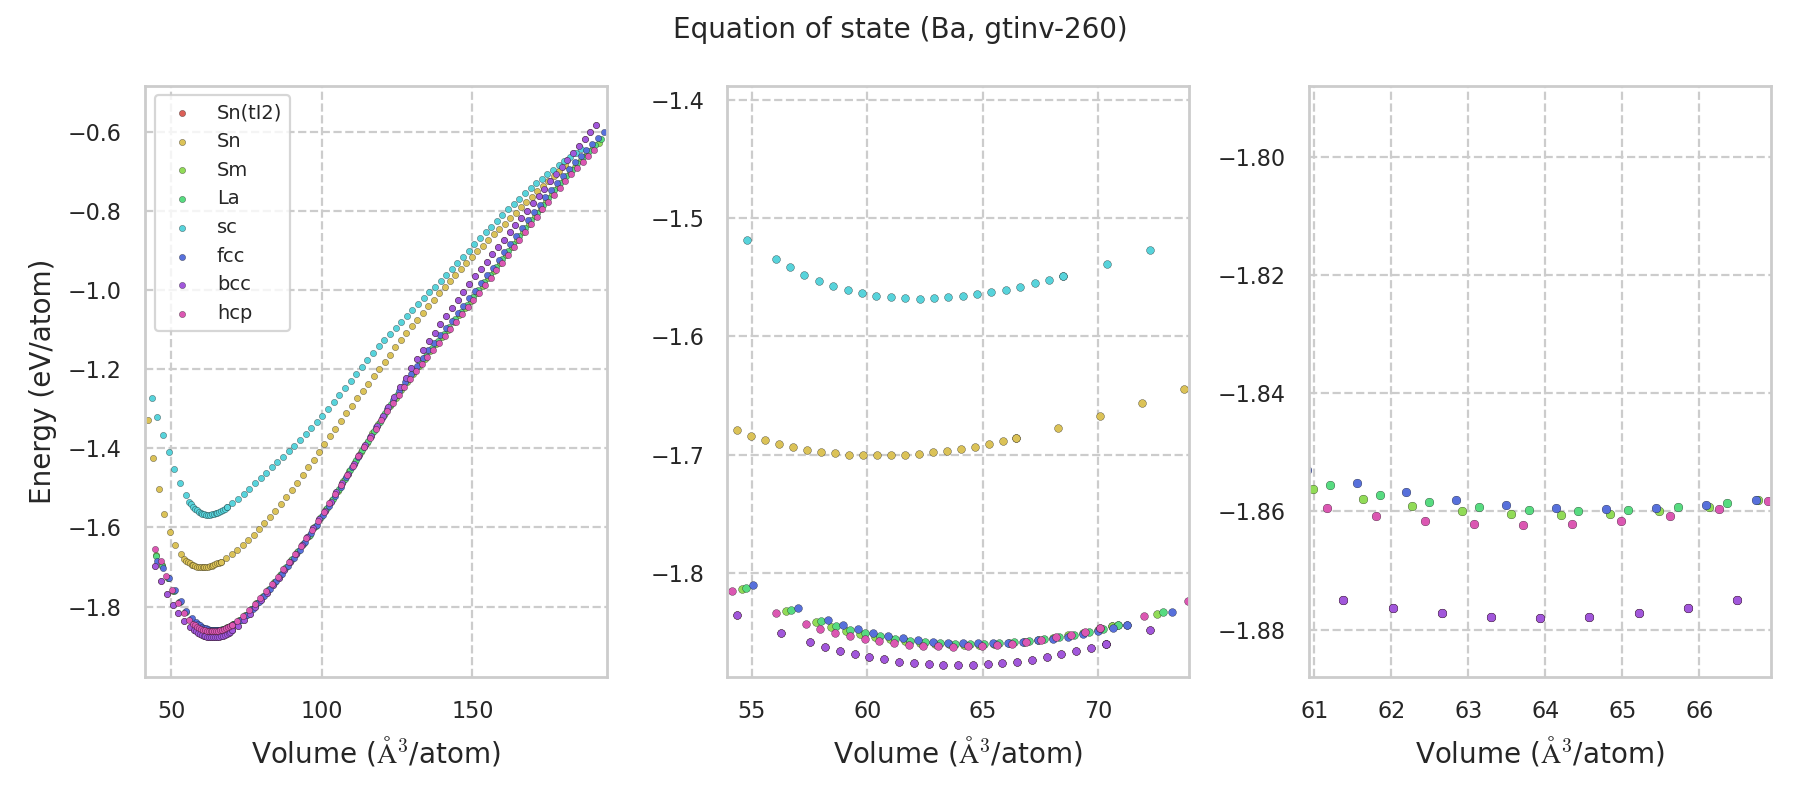 Equation of state (Ba, gtinv-260)
Energy (eV/atom)
−0.6
−0.8
−1.0
−1.2
−1.4
−1.6
−1.8
Sn(tI2)
Sn
Sm
La
sc
fcc
bcc
hcp
50 100 150
Volume (Å³/atom)
−1.4
−1.5
−1.6
−1.7
−1.8
55 60 65 70
Volume (Å³/atom)
−1.80
−1.82
−1.84
−1.86
−1.88
61 62 63 64 65 66
Volume (Å³/atom)